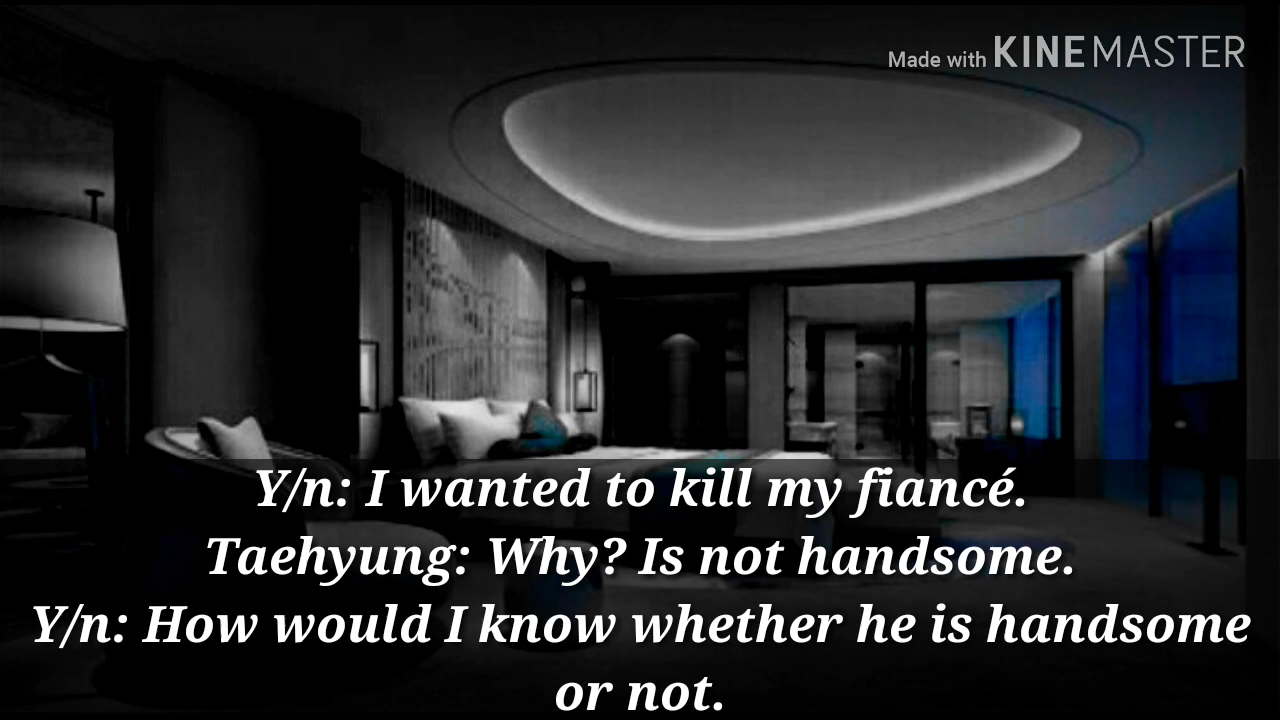 Made with KINEMASTER
Y/n: I wanted to kill my fiancé.
Taehyung: Why? Is not handsome.
Y/n: How would I know whether he is handsome
or not.